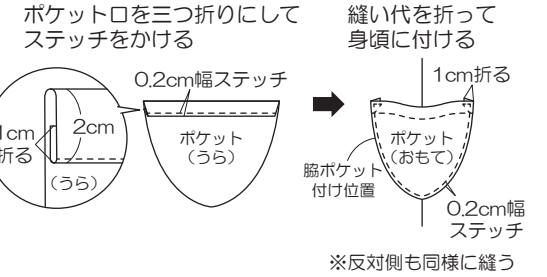 ポケット口を三つ折りにして
ステッチをかける
0.2cm幅ステッチ
1cm
折る
2cm
(うら)
ポケット
(うら)
縫い代を折って
身頃に付ける
1cm折る
ポケット
(おもて)
脇ポケット
付け位置
0.2cm幅
ステッチ
※反対側も同様に縫う